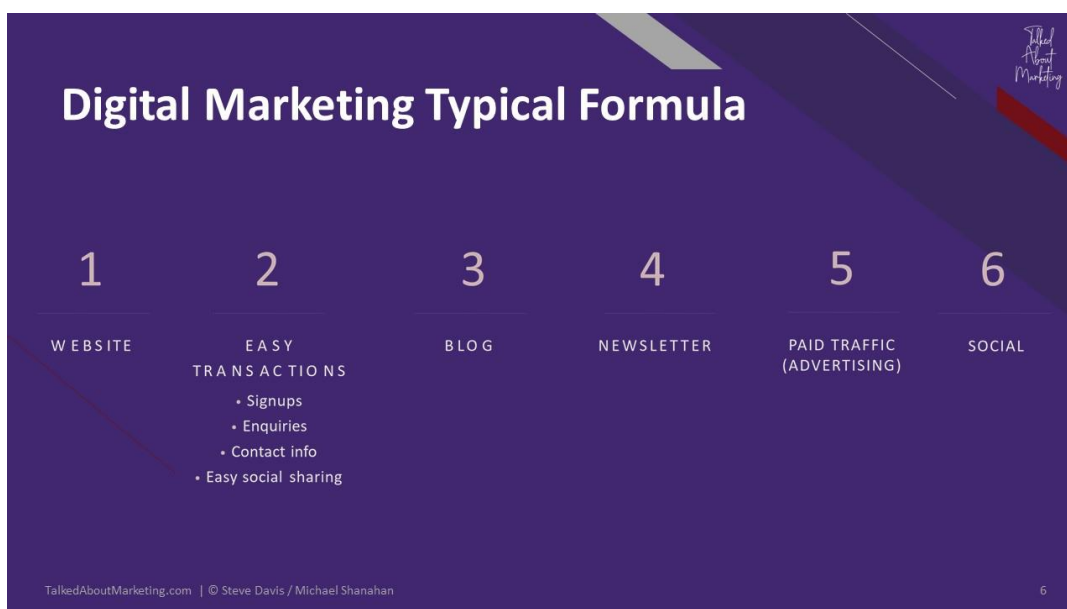 Talked
About
Marketing
Digital Marketing Typical Formula
1
WEBSITE
2
EASY
TRANSACTIONS
• Signups
• Enquiries
• Contact info
• Easy social sharing
3
BLOG
4
NEWSLETTER
5
PAID TRAFFIC
(ADVERTISING)
6
SOCIAL
TalkedAboutMarketing.com | © Steve Davis / Michael Shanahan
6